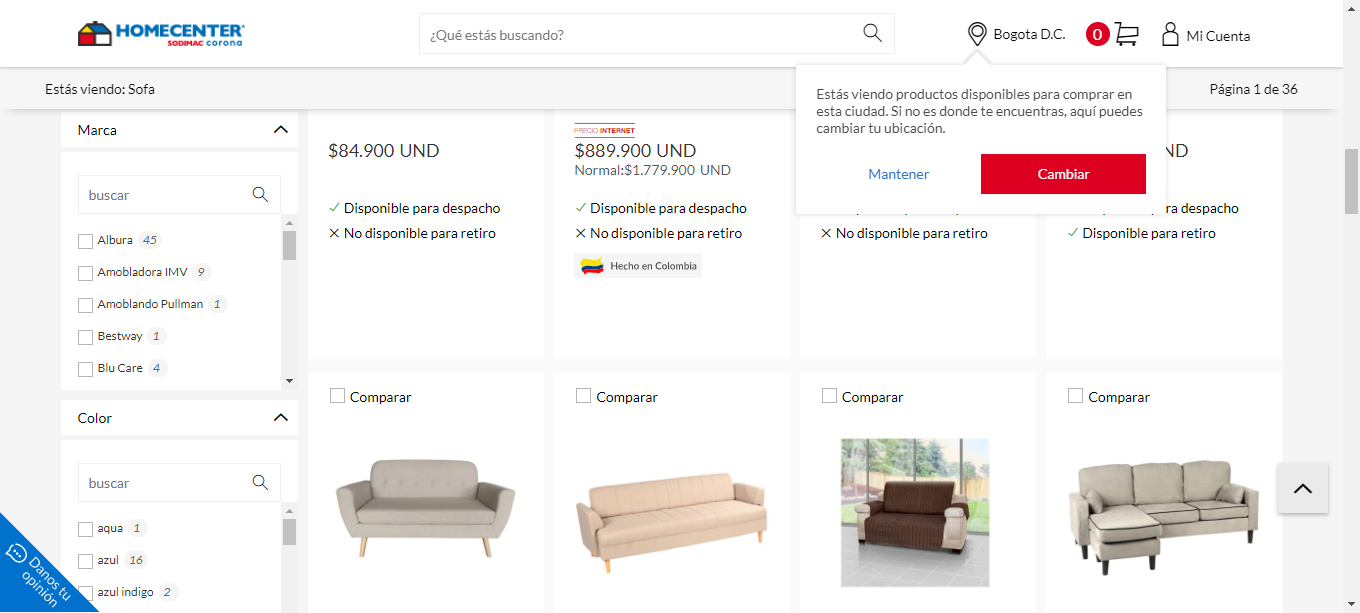 HOMECENTER
SODIMAC corona
¿Qué estás buscando?
Bogota D.C.
0
Mi Cuenta
Estás viendo: Sofa
Página 1 de 36
Estás viendo productos disponibles para comprar en
esta ciudad. Si no es donde te encuentras, aquí puedes
cambiar tu ubicación.
Mantener
Cambiar
Marca
buscar
Albura 45
Amobladora IMV 9
Amoblando Pullman 1
Bestway 1
Blu Care 4
Color
buscar
aqua 1
azul 16
azul indigo 2
Danos tu
opinión
$84.900 UND
Disponible para despacho
No disponible para retiro
PRECIO INTERNET
$889.900 UND
Normal:$1.779.900 UND
Disponible para despacho
No disponible para retiro
Hecho en Colombia
No disponible para retiro
ND
Disponible para retiro
Comparar
Comparar
Comparar
Comparar